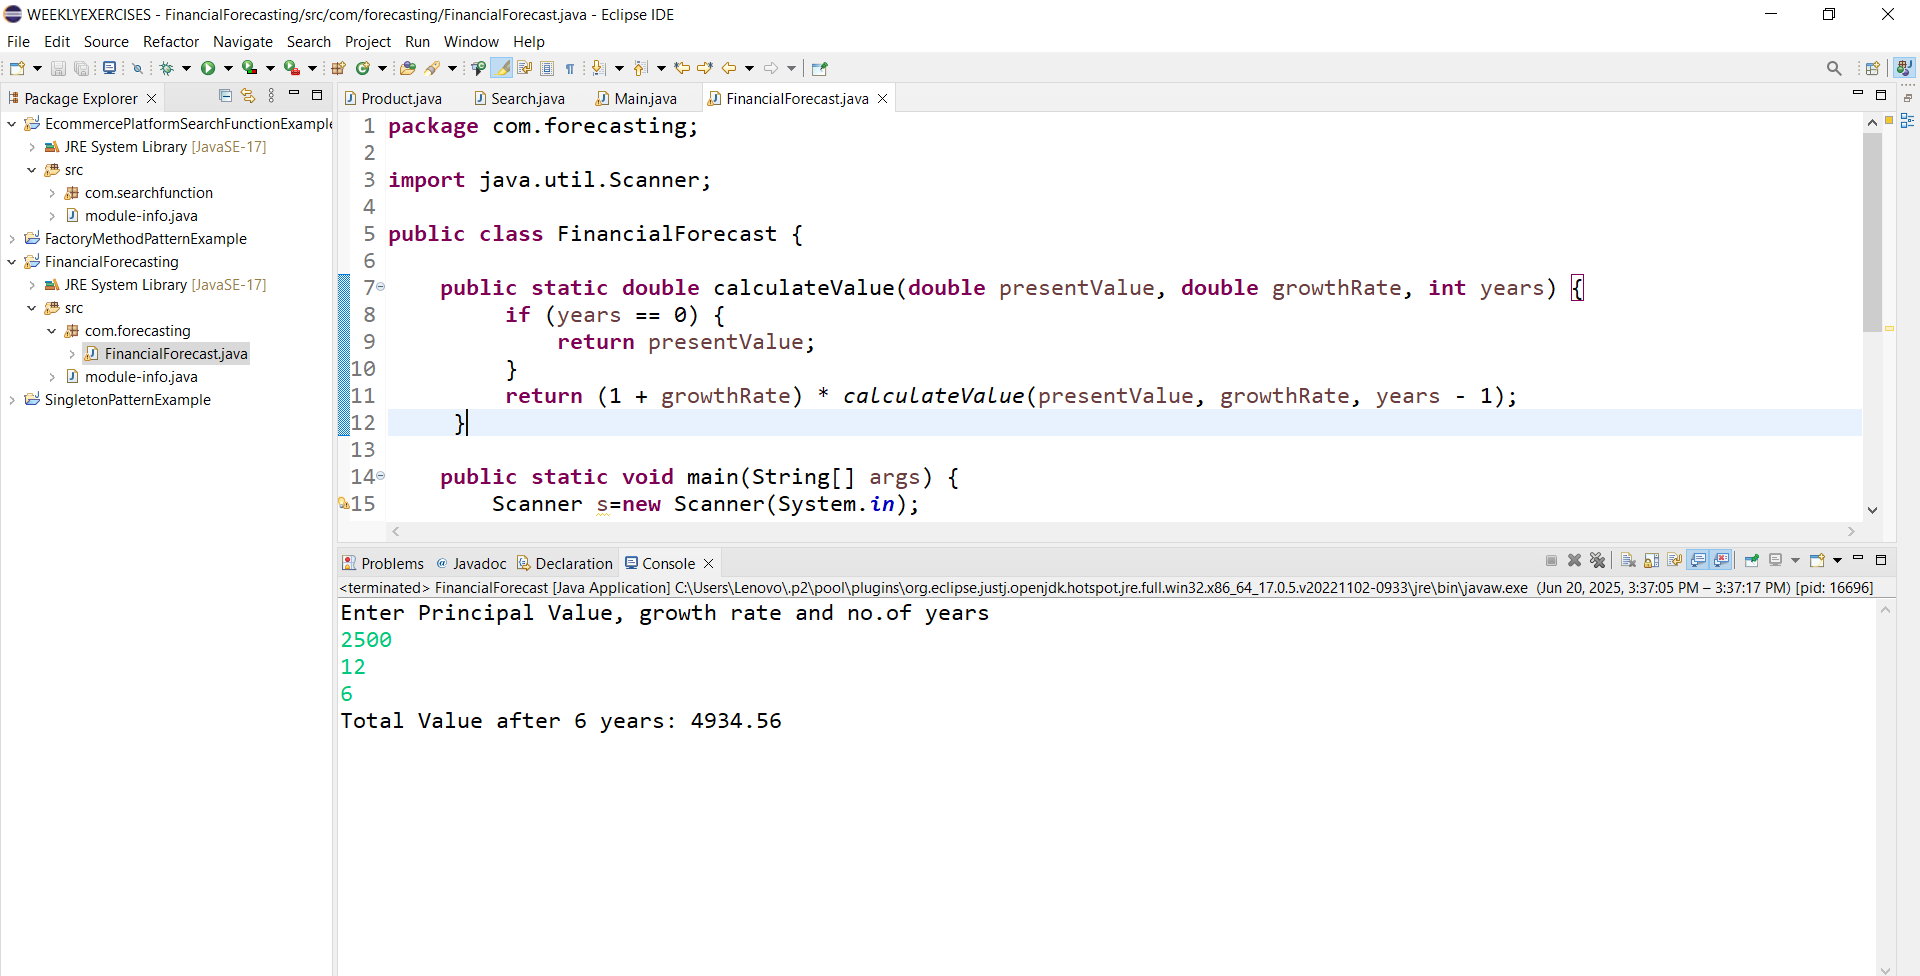 WEEKLYEXERCISES - FinancialForecasting/src/com/forecasting/FinancialForecast.java - Eclipse IDE
File Edit Source Refactor Navigate Search Project Run Window Help
Package Explorer
EcommercePlatformSearchFunctionExample
JRE System Library [JavaSE-17]
src
com.searchfunction
module-info.java
FactoryMethodPatternExample
FinancialForecasting
JRE System Library [JavaSE-17]
src
com.forecasting
FinancialForecast.java
module-info.java
SingletonPatternExample
Product.java Search.java Main.java FinancialForecast.java
1 package com.forecasting;
2
3 import java.util.Scanner;
4
5 public class FinancialForecast {
6
7 public static double calculateValue(double presentValue, double growthRate, int years) {
8 if (years == 0) {
9 return presentValue;
10 }
11 return (1 + growthRate) * calculateValue(presentValue, growthRate, years - 1);
12 }
13
14 public static void main(String[] args) {
15 Scanner s=new Scanner(System.in);
Problems Javadoc Declaration Console
<terminated> FinancialForecast [Java Application] C:\Users\Lenovo\.p2\pool\plugins\org.eclipse.justj.openjdk.hotspot.jre.full.win32.x86_64_17.0.5.v20221102-0933\jre\bin\javaw.exe (Jun 20, 2025, 3:37:05 PM – 3:37:17 PM) [pid: 16696]
Enter Principal Value, growth rate and no.of years
2500
12
6
Total Value after 6 years: 4934.56